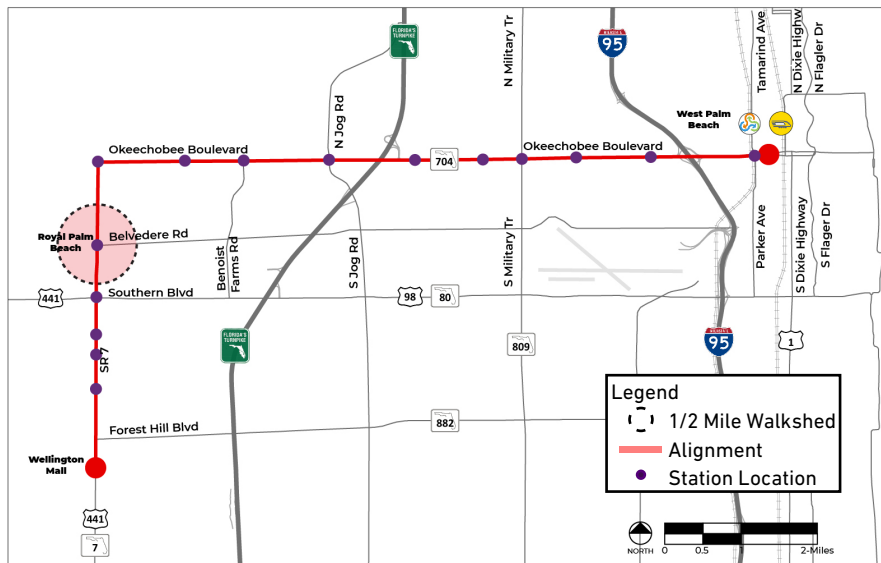 FLORIDA'S
TURNPIKE
95
N Military Tr
Tamarind Ave
N Dixie Highw
N Flagler Dr
N Jog Rd
West Palm
Beach
Okeechobee Boulevard
704
Okeechobee Boulevard
Royal Palm
Beach
Belvedere Rd
Benoist
Farms Rd
S Jog Rd
S Military Tr
Parker Ave
S Dixie Highway
S Flager Dr
441
Southern Blvd
98
80
FLORIDA'S
TURNPIKE
SR 7
809
95
1
Forest Hill Blvd
882
Wellington
Mall
441
7
Legend
1/2 Mile Walkshed
Alignment
Station Location
NORTH
0 0.5 1 2-Miles